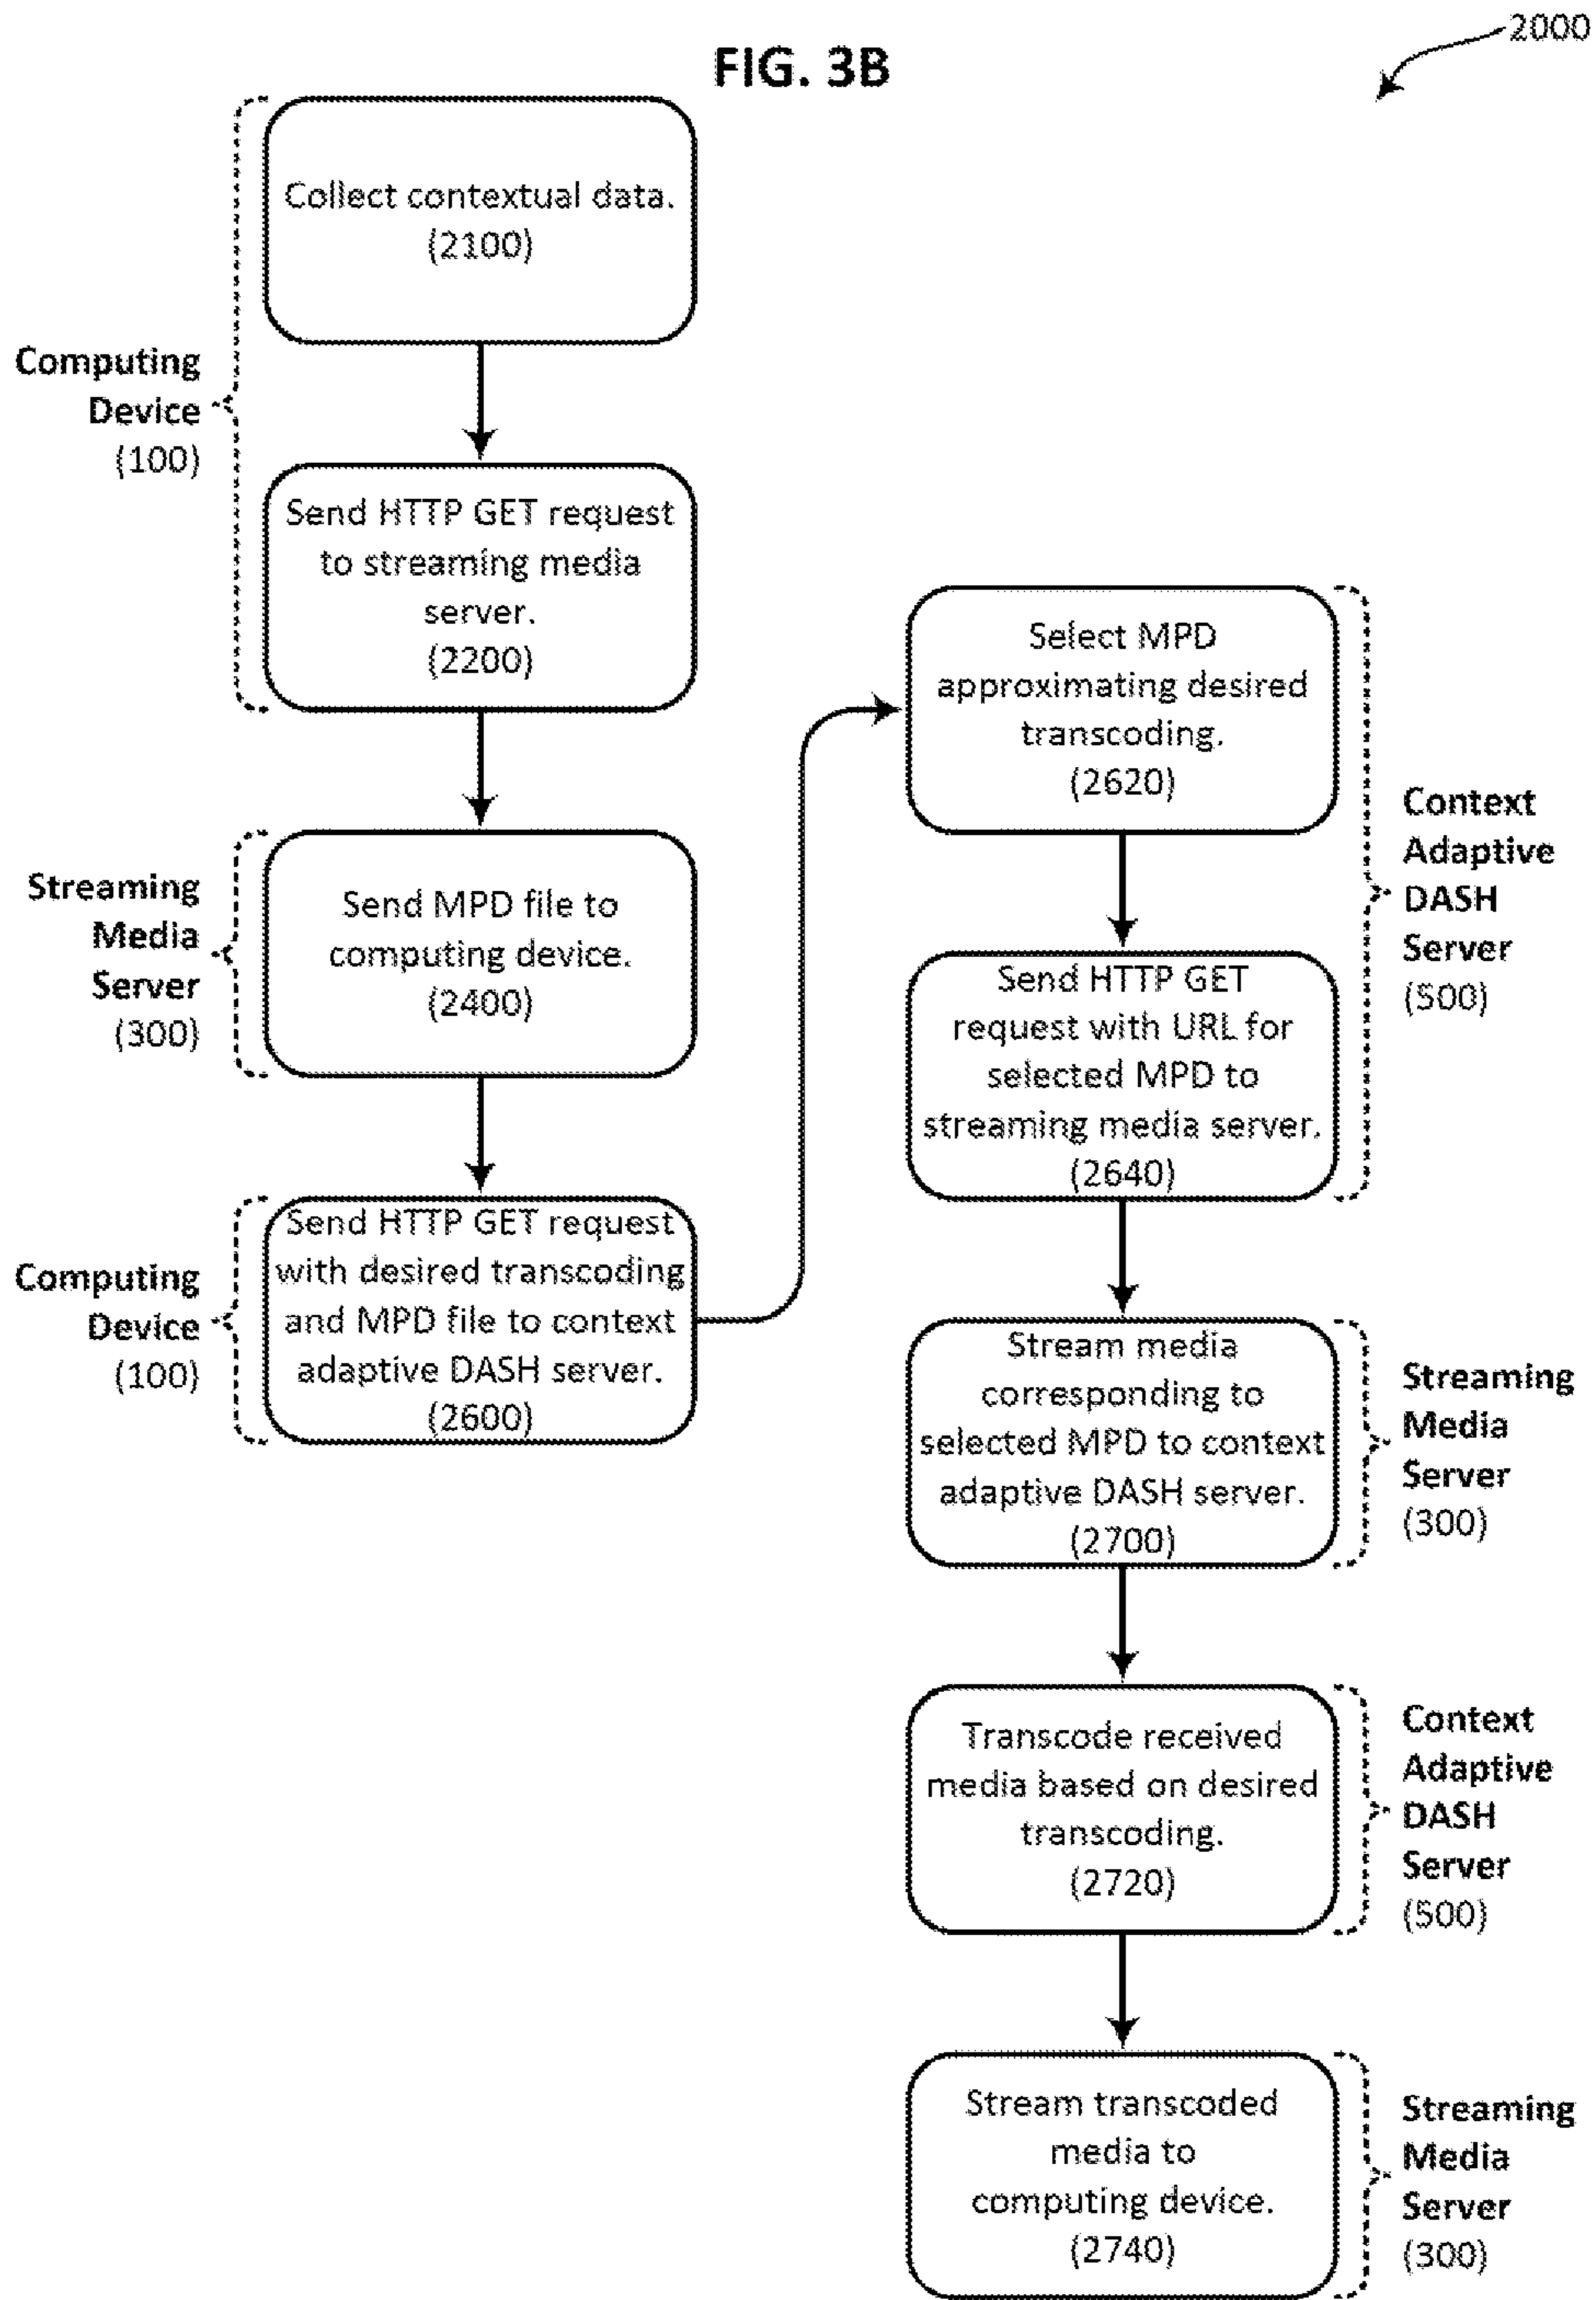 2000
FIG. 3B
Collect contextual data.
(2100)
Computing
Device
(100)
Send HTTP GET request
to streaming media
server.
(2200)
Streaming
Media
Server
(300)
Send MPD file to
computing device.
(2400)
Computing
Device
(100)
Send HTTP GET request
with desired transcoding
and MPD file to context
adaptive DASH server.
(2600)
Select MPD
approximating desired
transcoding.
(2620)
Context
Adaptive
DASH
Server
(500)
Send HTTP GET
request with URL for
selected MPD to
streaming media server.
(2640)
Stream media
corresponding to
selected MPD to context
adaptive DASH server.
(2700)
Streaming
Media
Server
(300)
Transcode received
media based on desired
transcoding.
(2720)
Context
Adaptive
DASH
Server
(500)
Stream transcoded
media to
computing device.
(2740)
Streaming
Media
Server
(300)